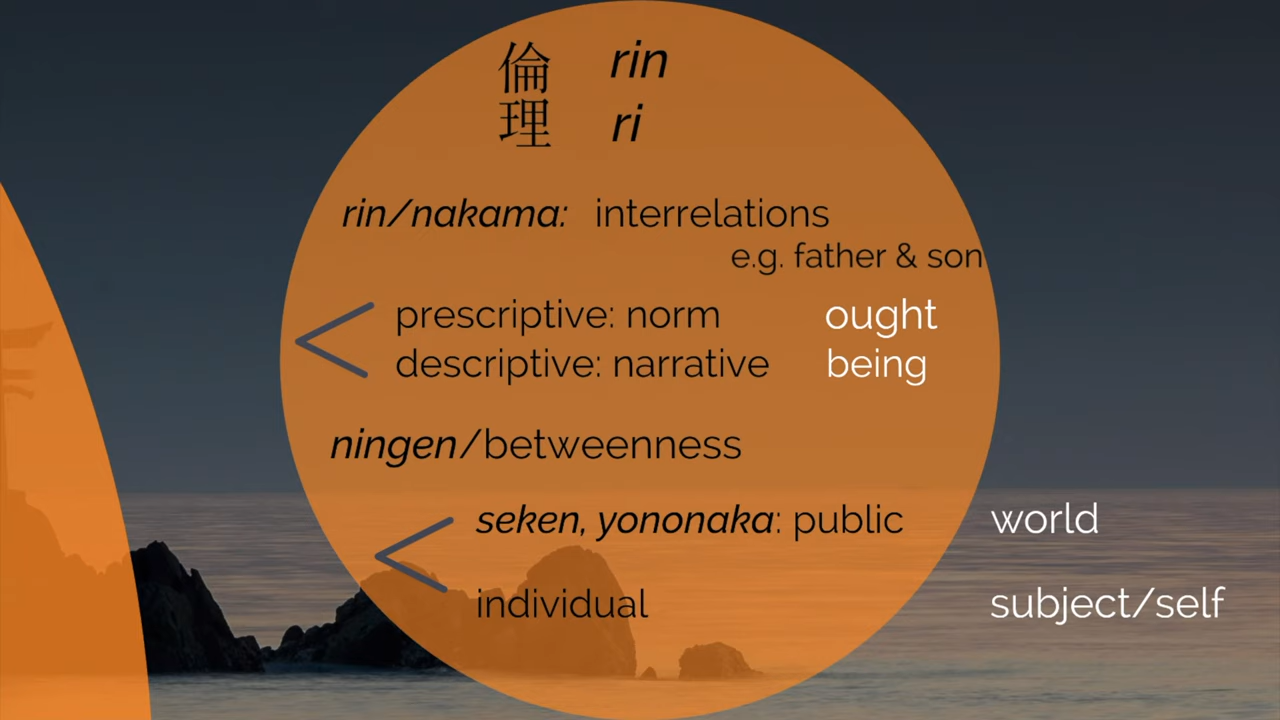 倫 rin
理 ri
rin/nakama: interrelations
e.g. father & son
prescriptive: norm ought
descriptive: narrative being
ningen/betweenness
seken, yononaka: public world
individual subject/self